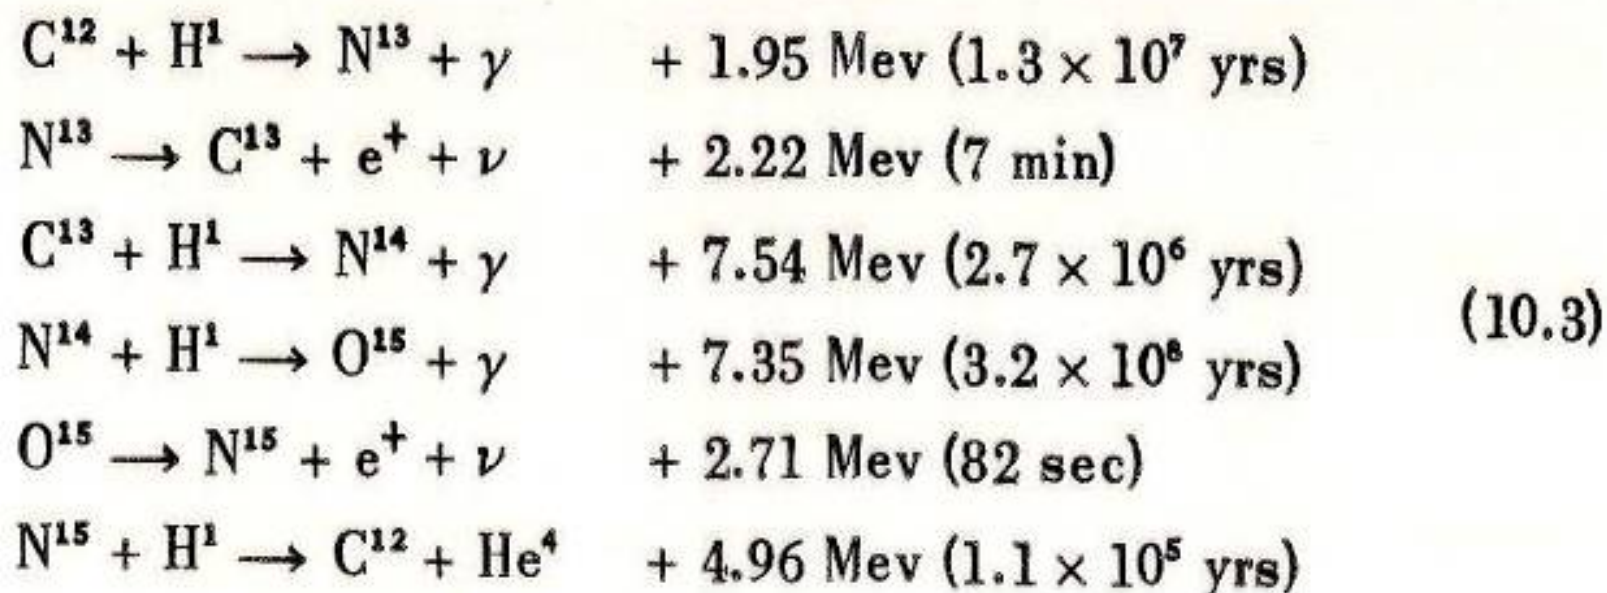 C¹² + H¹ ⟶ N¹³ + γ + 1.95 Mev (1.3 × 10⁷ yrs)
N¹³ ⟶ C¹³ + e⁺ + ν + 2.22 Mev (7 min)
C¹³ + H¹ ⟶ N¹⁴ + γ + 7.54 Mev (2.7 × 10⁶ yrs)
(10.3)
N¹⁴ + H¹ ⟶ O¹⁵ + γ + 7.35 Mev (3.2 × 10⁸ yrs)
O¹⁵ ⟶ N¹⁵ + e⁺ + ν + 2.71 Mev (82 sec)
N¹⁵ + H¹ ⟶ C¹² + He⁴ + 4.96 Mev (1.1 × 10⁵ yrs)